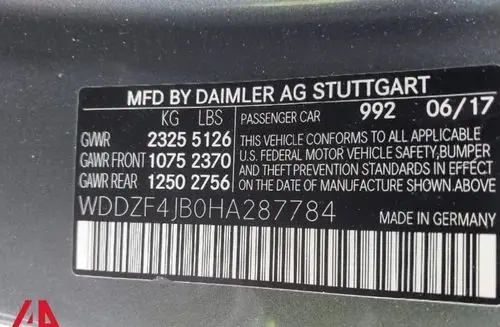 MFD BY DAIMLER AG STUTTGART
KG LBS PASSENGER CAR 992 06/17
GVWR 2325 5126 THIS VEHICLE CONFORMS TO ALL APPLICABLE
GAWR FRONT 1075 2370 U.S. FEDERAL MOTOR VEHICLE SAFETY, BUMPER
GAWR REAR 1250 2756 AND THEFT PREVENTION STANDARDS IN EFFECT
ON THE DATE OF MANUFACTURE SHOWN ABOVE.
WDDZF4JB0HA287784 MADE IN GERMANY